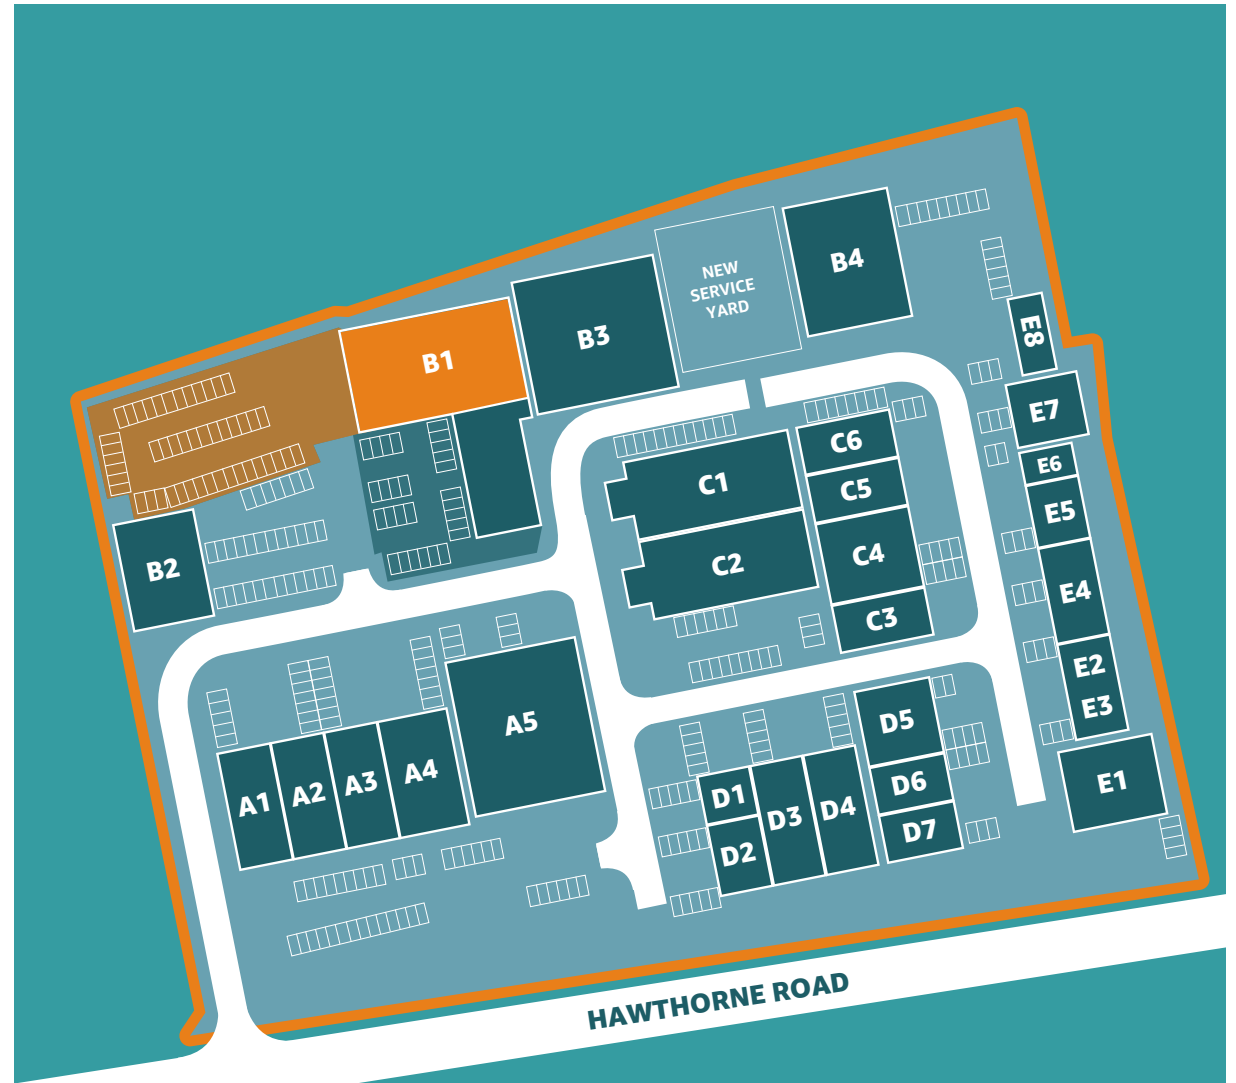 B4
NEW
SERVICE
YARD
B3
E8
B1
E7
C6
E6
C1
C5
E5
C4
C2
B2
E4
C3
E2
E3
D5
A5
A4
A3
A2
A1
D1
D3
D4
D6
E1
D7
D2
HAWTHORNE ROAD